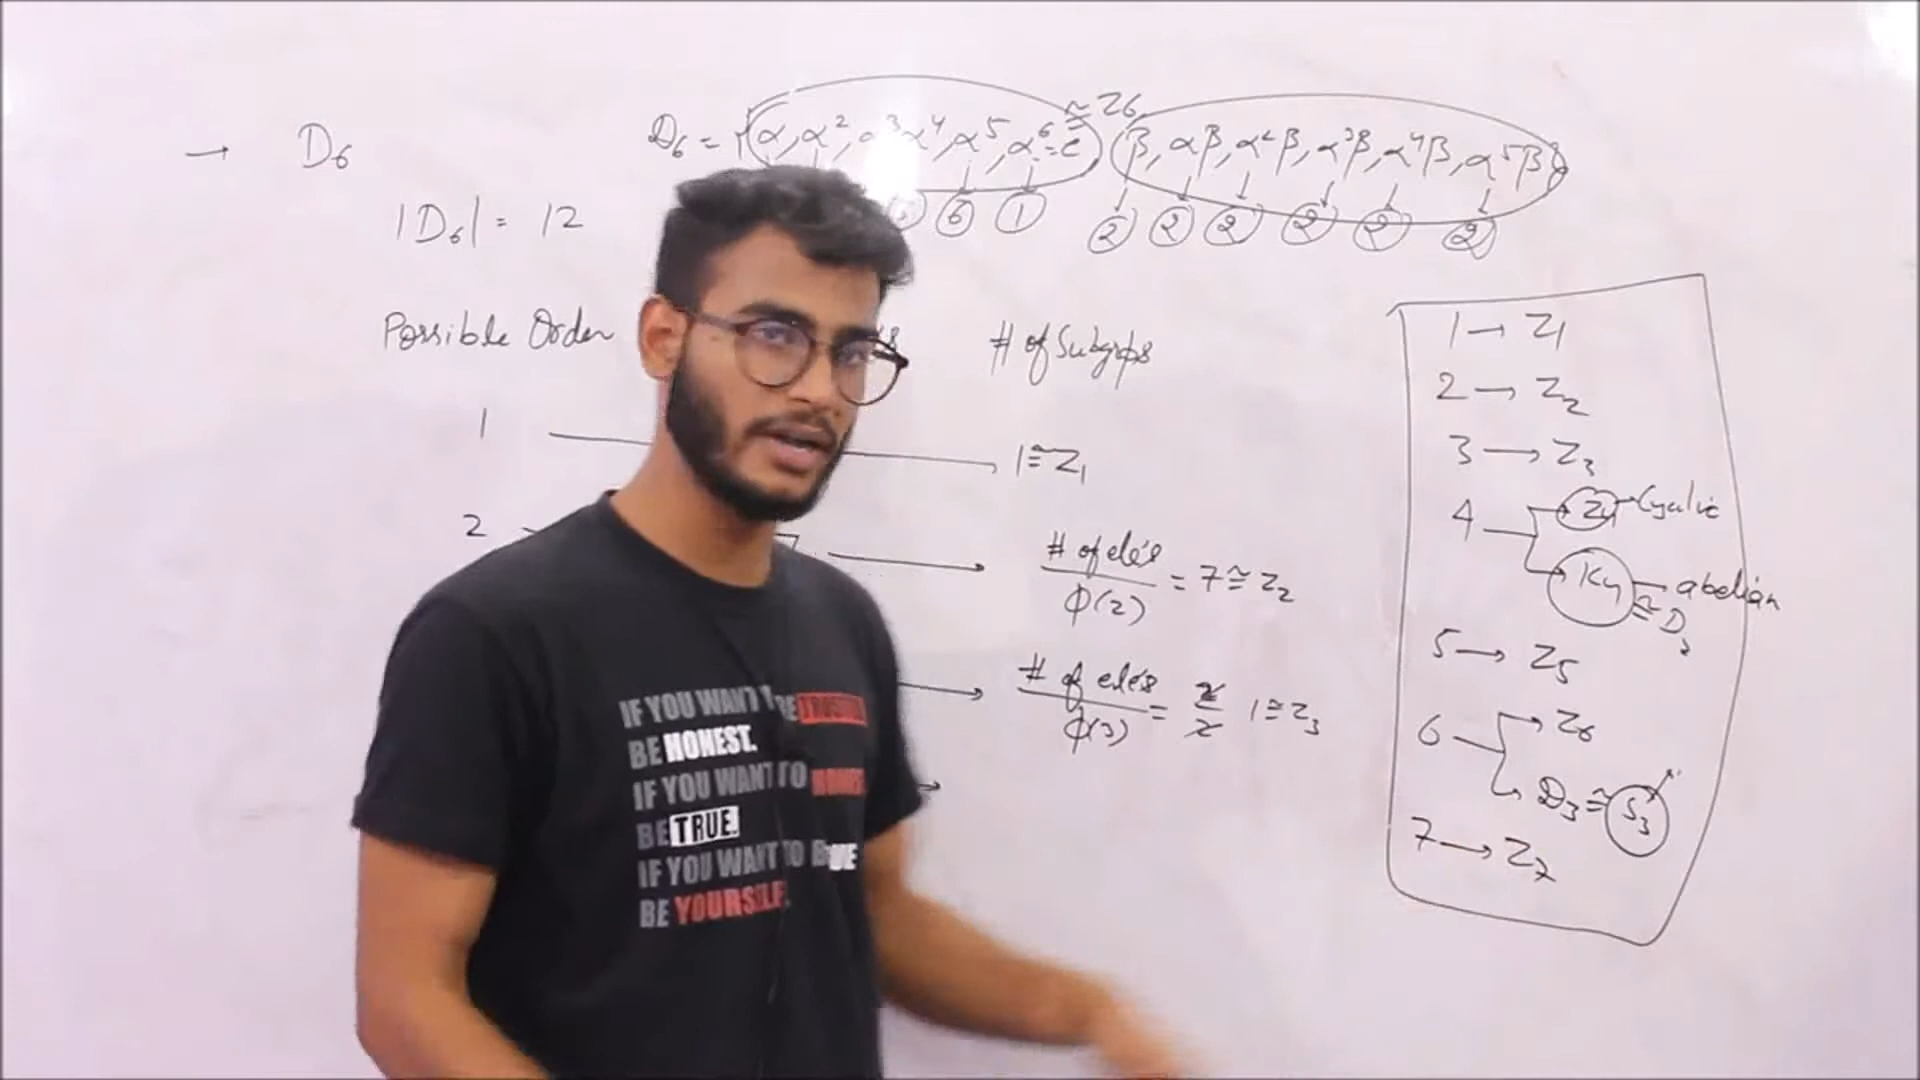 → D₆
D₆ = { α, α², α³, α⁴, α⁵, α⁶=e ≅ Z₆ β, αβ, α²β, α³β, α⁴β, α⁵β }
6 1 2 2 2 2 2 2
|D₆| = 12
Possible Order # of Subgrps
1 1 ≅ Z₁
2 # of ele's / φ(2) = 7 ≅ Z₂
# of ele's / φ(3) = 2/2 1 ≅ Z₃
1 → Z₁
2 → Z₂
3 → Z₃
4 → Z₄ → Cyclic
K₄ → abelian
≅ D₂
5 → Z₅
6 → Z₆
D₃ ≅ S₃
7 → Z₇
IF YOU WANT
BE HONEST.
IF YOU WANT TO
BE TRUE.
IF YOU WANT TO
BE YOURSELF.